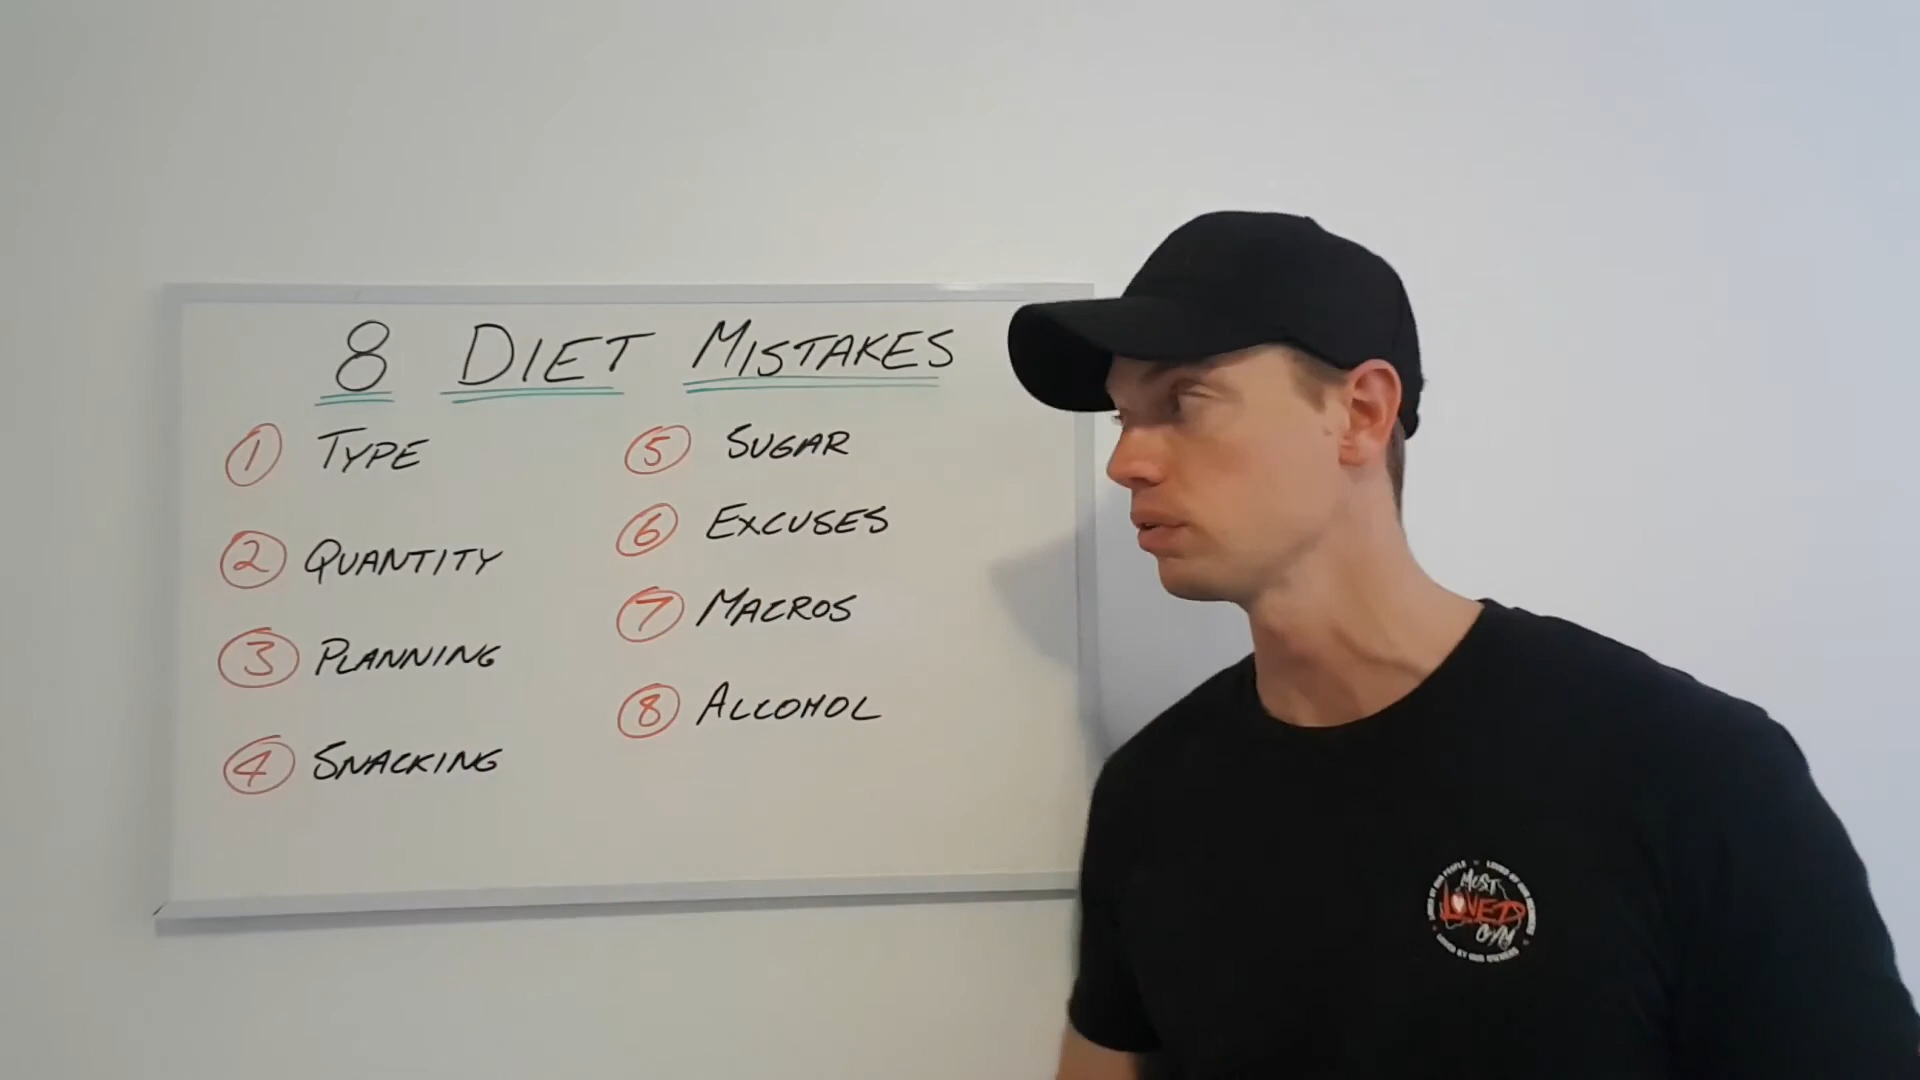 8 DIET MISTAKES
1 TYPE
2 QUANTITY
3 PLANNING
4 SNACKING
5 SUGAR
6 EXCUSES
7 MACROS
8 ALCOHOL
MOST
LOVED
GYM